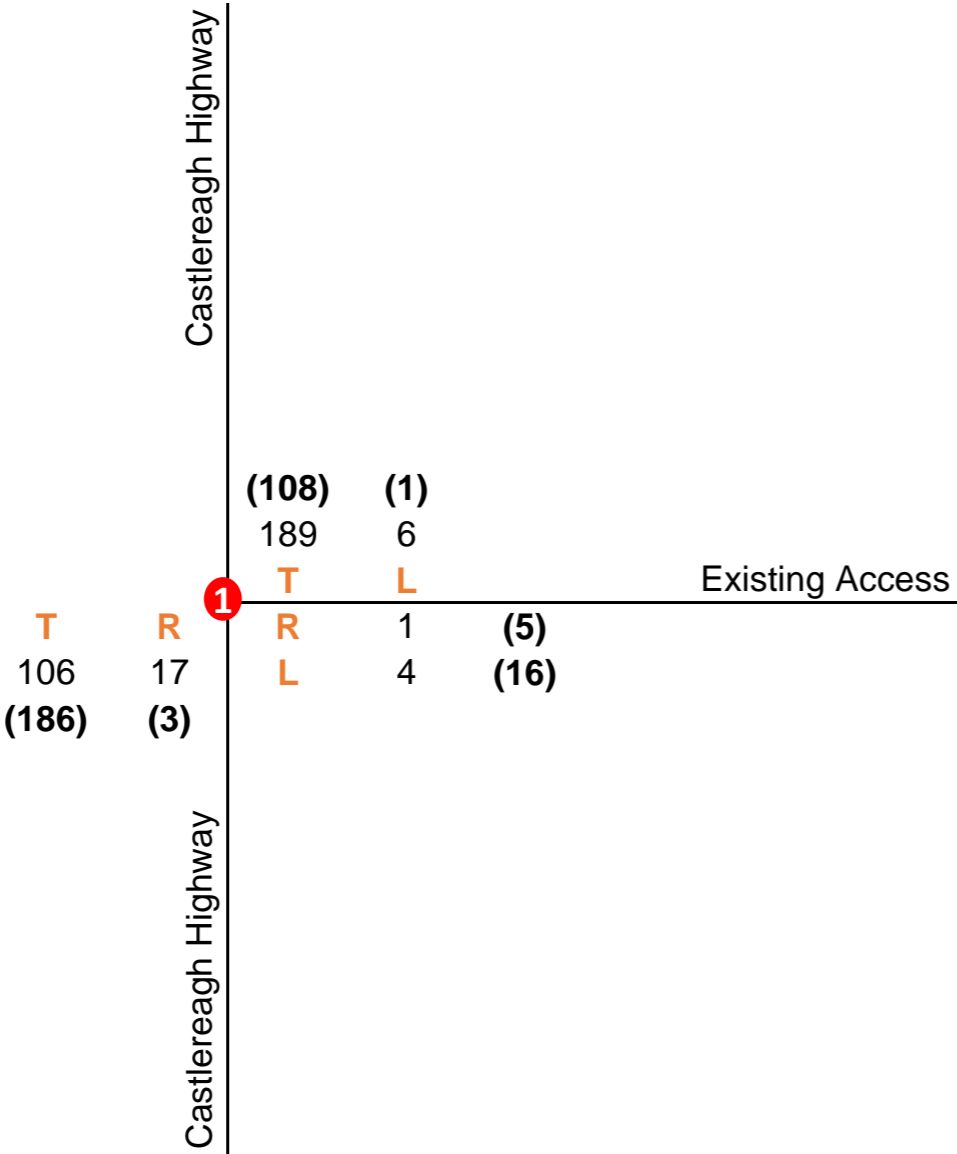 Castlereagh Highway
(108) (1)
189 6
T L
Existing Access
1
T R R 1 (5)
106 17 L 4 (16)
(186) (3)
Castlereagh Highway